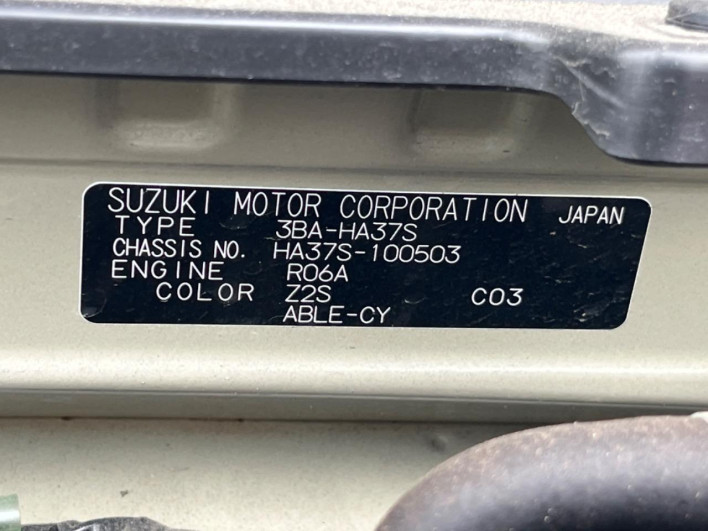 SUZUKI MOTOR CORPORATION JAPAN
TYPE 3BA-HA37S
CHASSIS NO. HA37S-100503
ENGINE R06A
COLOR Z2S C03
ABLE-CY